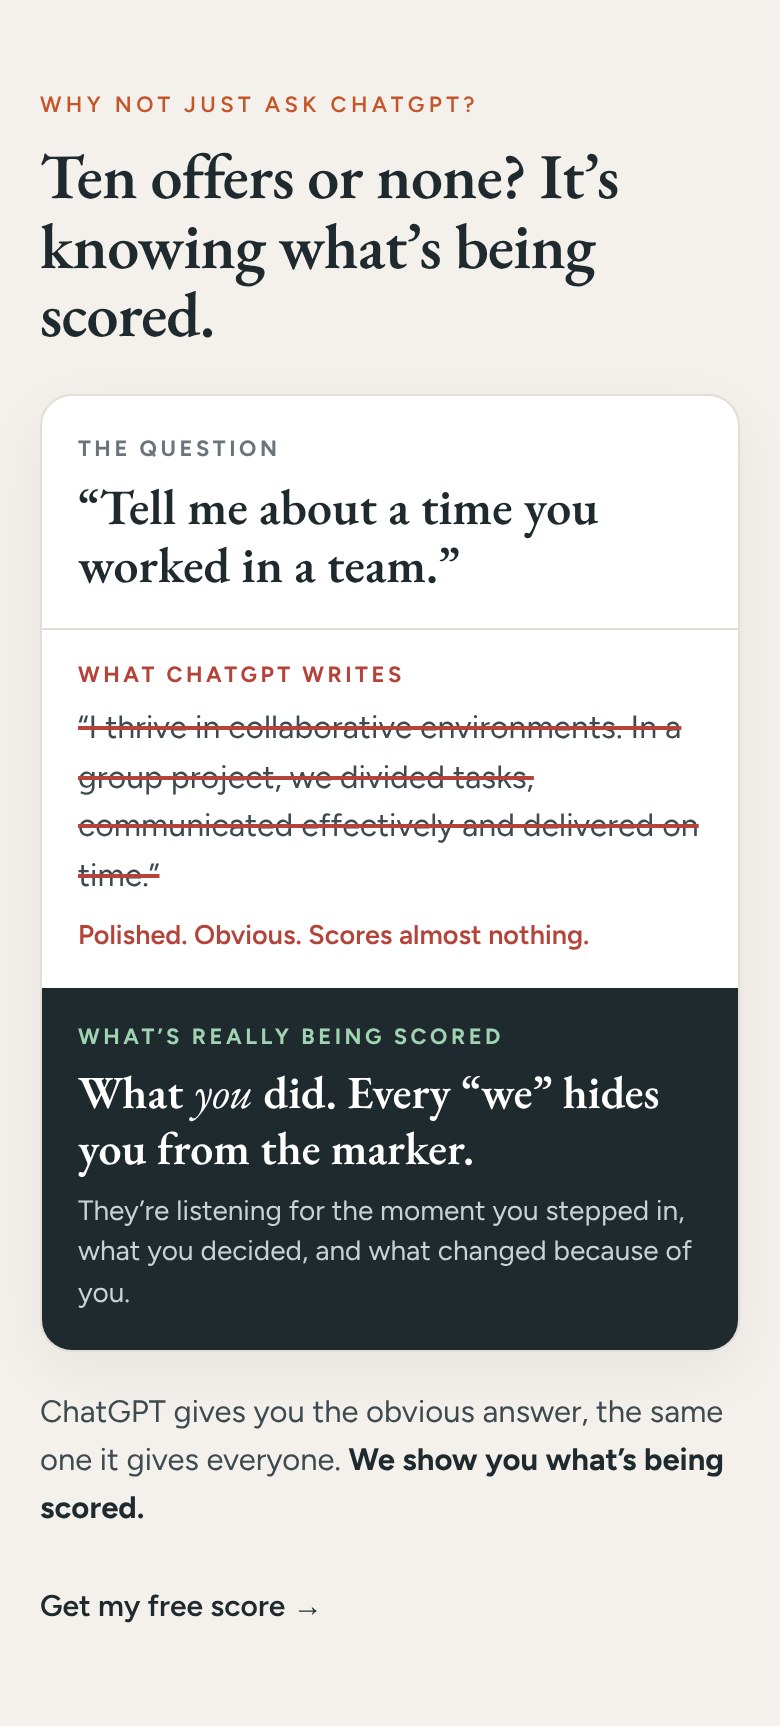 WHY NOT JUST ASK CHATGPT?
Ten offers or none? It’s
knowing what’s being
scored.
THE QUESTION
“Tell me about a time you
worked in a team.”
WHAT CHATGPT WRITES
“I thrive in collaborative environments. In a
group project, we divided tasks,
communicated effectively and delivered on
time.”
Polished. Obvious. Scores almost nothing.
WHAT’S REALLY BEING SCORED
What you did. Every “we” hides
you from the marker.
They’re listening for the moment you stepped in,
what you decided, and what changed because of
you.
ChatGPT gives you the obvious answer, the same
one it gives everyone. We show you what’s being
scored.
Get my free score →